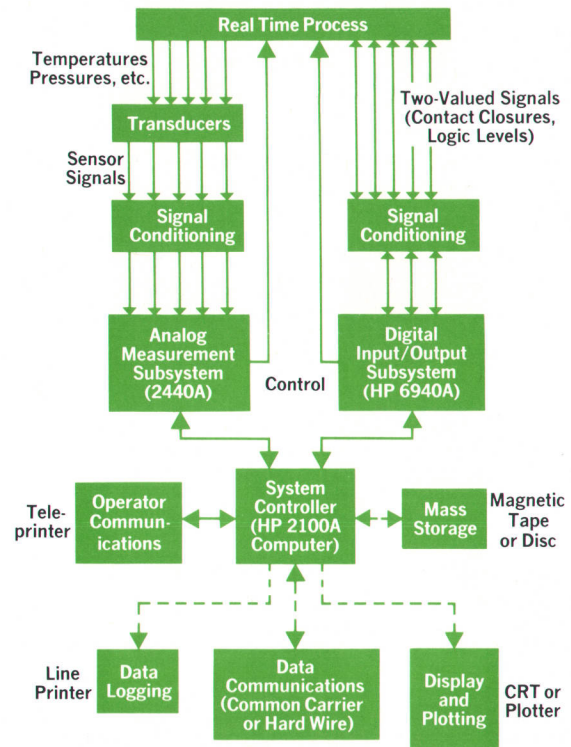 Real Time Process
Temperatures
Pressures, etc.
Two-Valued Signals
(Contact Closures,
Logic Levels)
Transducers
Sensor
Signals
Signal
Conditioning
Signal
Conditioning
Analog
Measurement
Subsystem
(2440A)
Control
Digital
Input/Output
Subsystem
(HP 6940A)
Tele-
printer
Operator
Commun-
ications
System
Controller
(HP 2100A
Computer)
Mass
Storage
Magnetic
Tape
or Disc
Line
Printer
Data
Logging
Data
Communications
(Common Carrier
or Hard Wire)
Display
and
Plotting
CRT or
Plotter